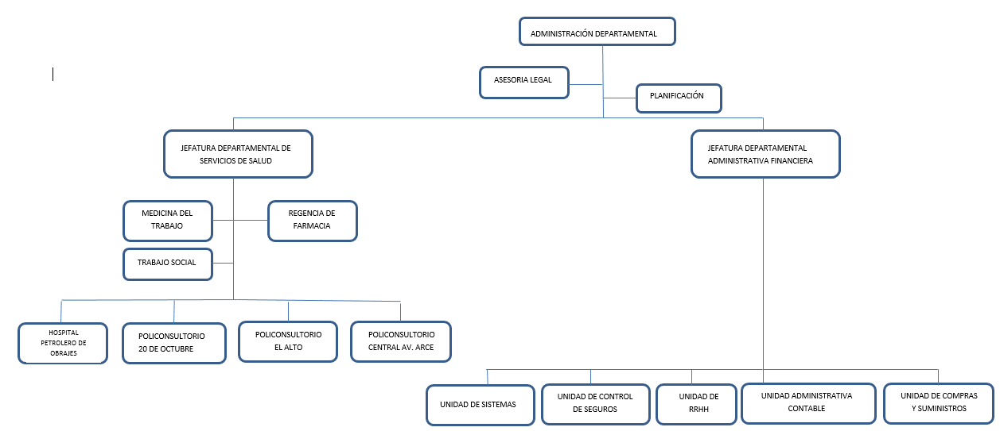 ADMINISTRACIÓN DEPARTAMENTAL
ASESORIA LEGAL
PLANIFICACIÓN
JEFATURA DEPARTAMENTAL DE
SERVICIOS DE SALUD
JEFATURA DEPARTAMENTAL
ADMINISTRATIVA FINANCIERA
MEDICINA DEL
TRABAJO
REGENCIA DE
FARMACIA
TRABAJO SOCIAL
HOSPITAL
PETROLERO DE
OBRAJES
POLICONSULTORIO
20 DE OCTUBRE
POLICONSULTORIO
EL ALTO
POLICONSULTORIO
CENTRAL AV. ARCE
UNIDAD DE SISTEMAS
UNIDAD DE CONTROL
DE SEGUROS
UNIDAD DE
RRHH
UNIDAD ADMINISTRATIVA
CONTABLE
UNIDAD DE COMPRAS
Y SUMINISTROS